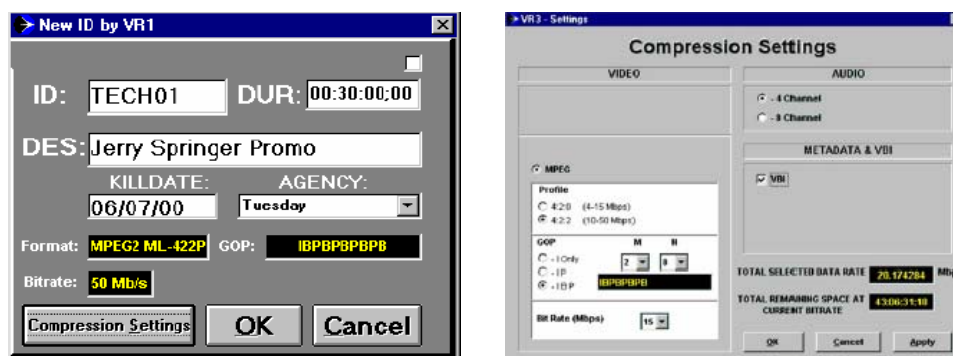 New ID by VR1
ID: TECH01 DUR: 00:30:00;00
DES: Jerry Springer Promo
KILLDATE: AGENCY:
06/07/00 Tuesday
Format: MPEG2 ML-422P GOP: IBPBPBPBPB
Bitrate: 50 Mb/s
Compression Settings OK Cancel
VR3 - Settings
Compression Settings
VIDEO
MPEG
Profile
4:2:0 (4-15 Mbps)
4:2:2 (10-50 Mbps)
GOP M N
- I Only 2 8
- I P
- I B P IBPBPBPB
Bit Rate (Mbps) 15
AUDIO
- 4 Channel
- 8 Channel
METADATA & VBI
VBI
TOTAL SELECTED DATA RATE 20.174284 Mb
TOTAL REMAINING SPACE AT CURRENT BITRATE 43:06:31:10
OK Cancel Apply